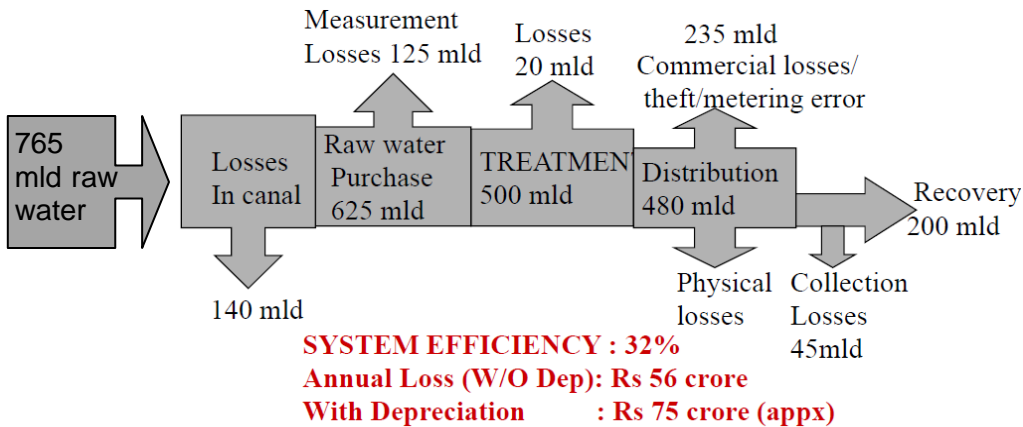 765
mld raw
water
Losses
In canal
140 mld
Measurement
Losses 125 mld
Raw water
Purchase
625 mld
Losses
20 mld
TREATMENT
500 mld
235 mld
Commercial losses/
theft/metering error
Distribution
480 mld
Physical
losses
Collection
Losses
45mld
Recovery
200 mld
SYSTEM EFFICIENCY : 32%
Annual Loss (W/O Dep): Rs 56 crore
With Depreciation : Rs 75 crore (appx)